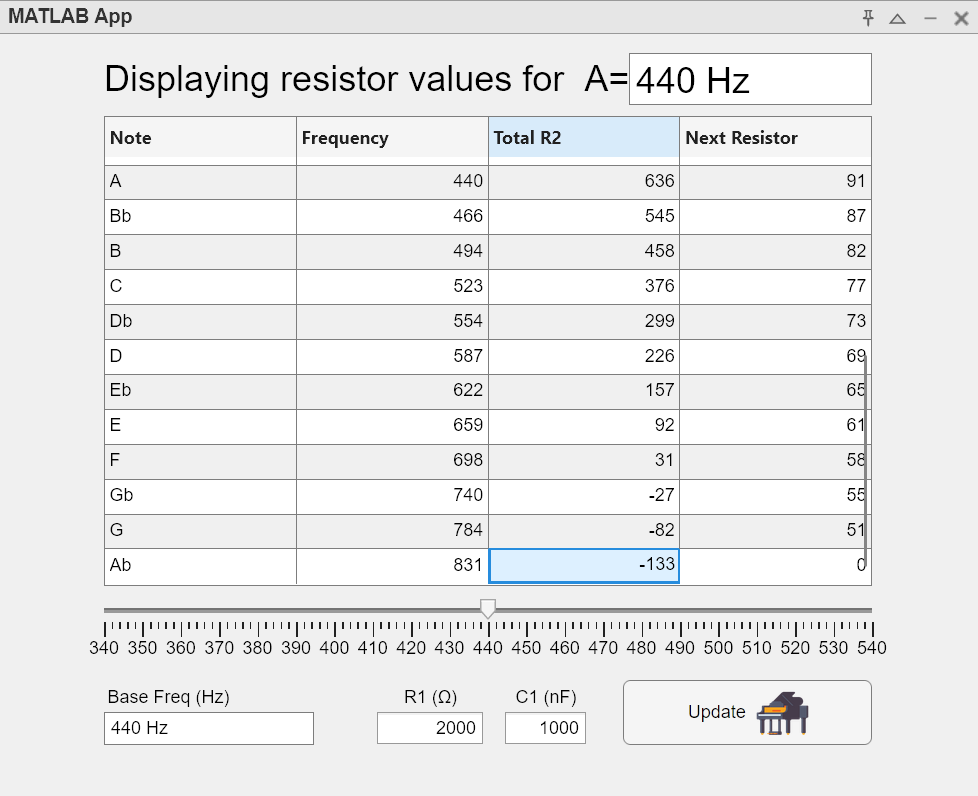 MATLAB App
Displaying resistor values for A= 440 Hz
Note Frequency Total R2 Next Resistor
A 440 636 91
Bb 466 545 87
B 494 458 82
C 523 376 77
Db 554 299 73
D 587 226 69
Eb 622 157 65
E 659 92 61
F 698 31 58
Gb 740 -27 55
G 784 -82 51
Ab 831 -133 0
340 350 360 370 380 390 400 410 420 430 440 450 460 470 480 490 500 510 520 530 540
Base Freq (Hz) R1 (Ω) C1 (nF)
440 Hz 2000 1000 Update